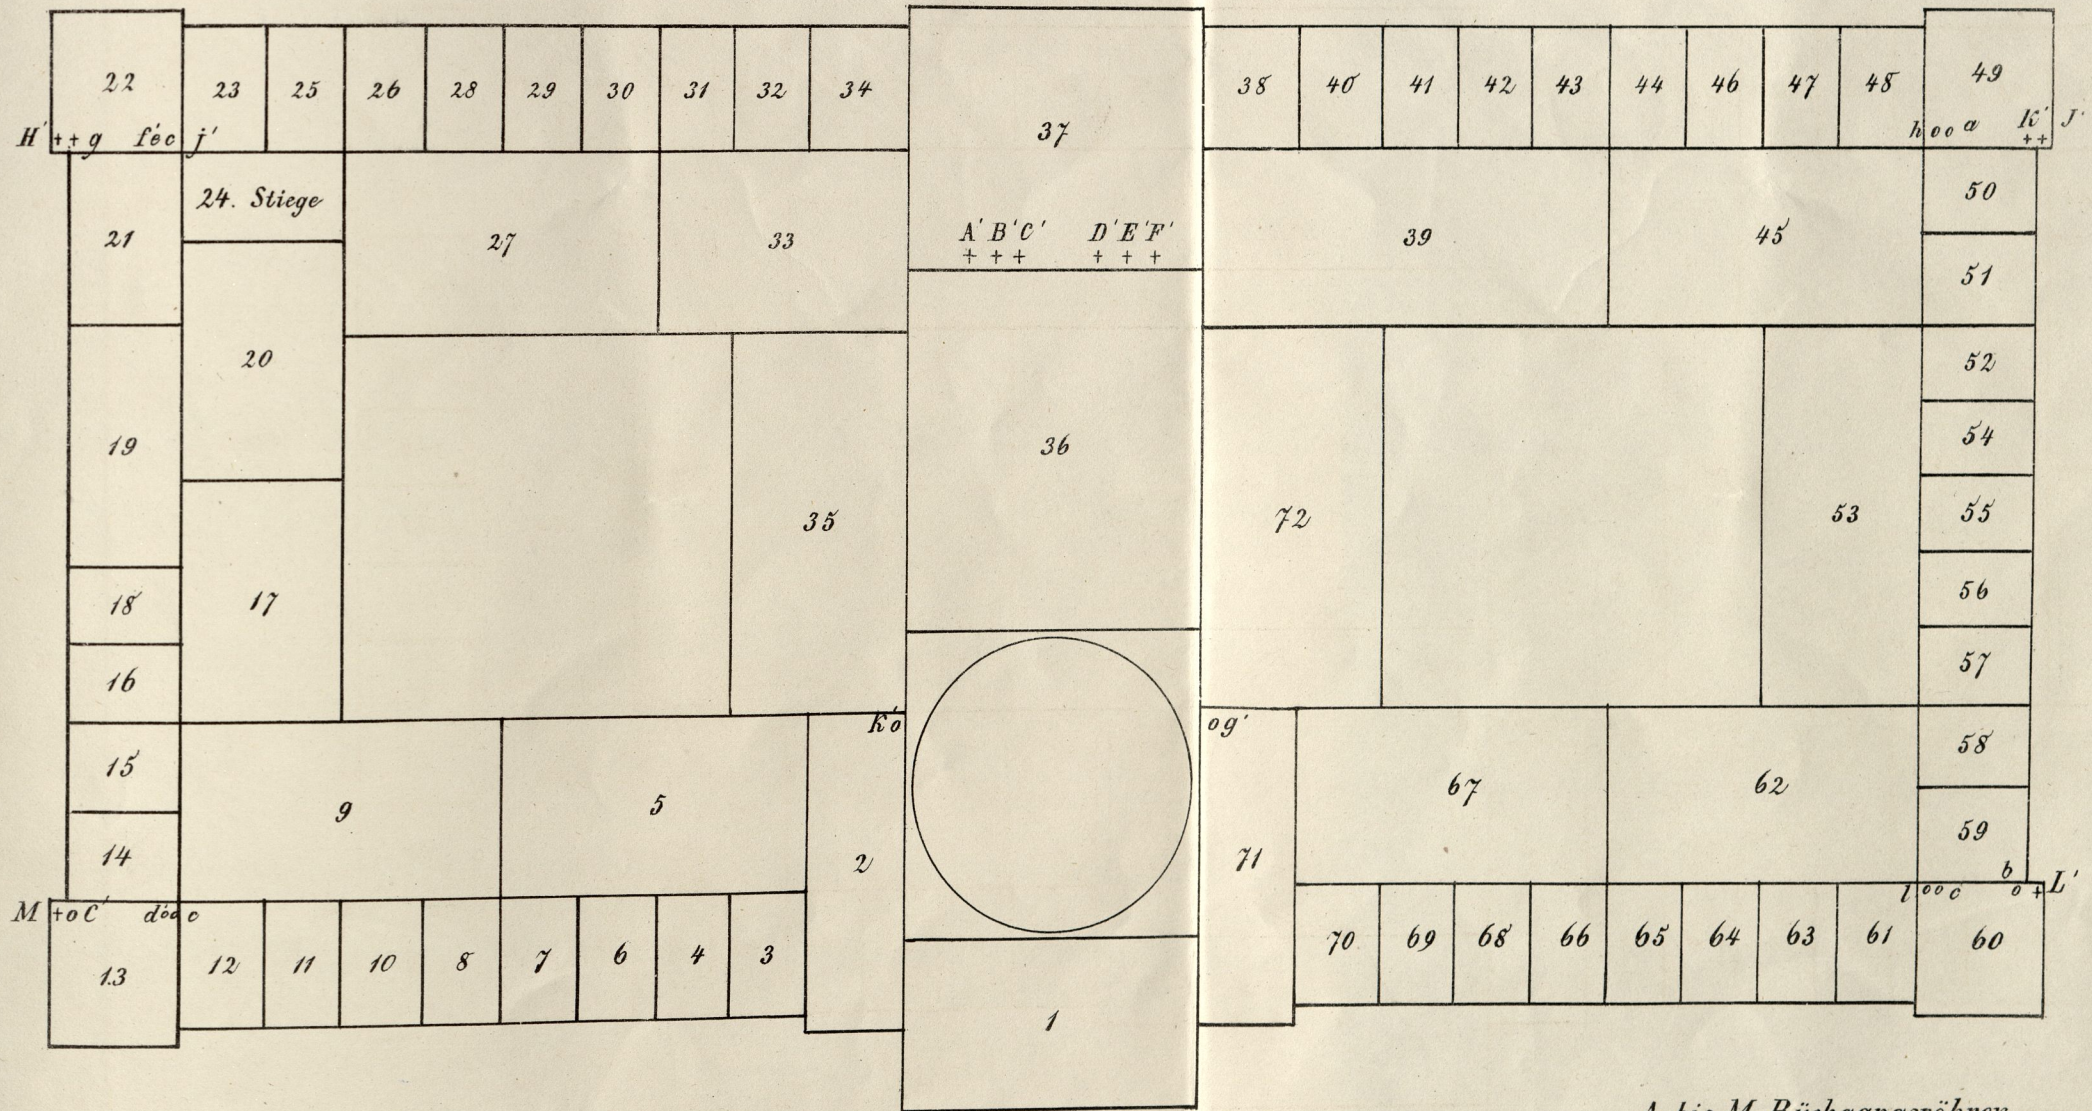 22 23 25 26 28 29 30 31 32 34 37 38 40 41 42 43 44 46 47 48 49
H' ++ g f'e'c j' h o o a K' J'
++
24. Stiege
50
21 27 33 A' B' C' D' E' F' 39 45
+ + + + + +
51
20 52
19 36 54
35 72 53 55
18 17 56
16 57
k'o og'
15 58
9 5 67 62
14 2 71 59
b
M +o C' d'oo c l oo c o + L'
13 12 11 10 8 7 6 4 3 70 69 68 66 65 64 63 61 60
1